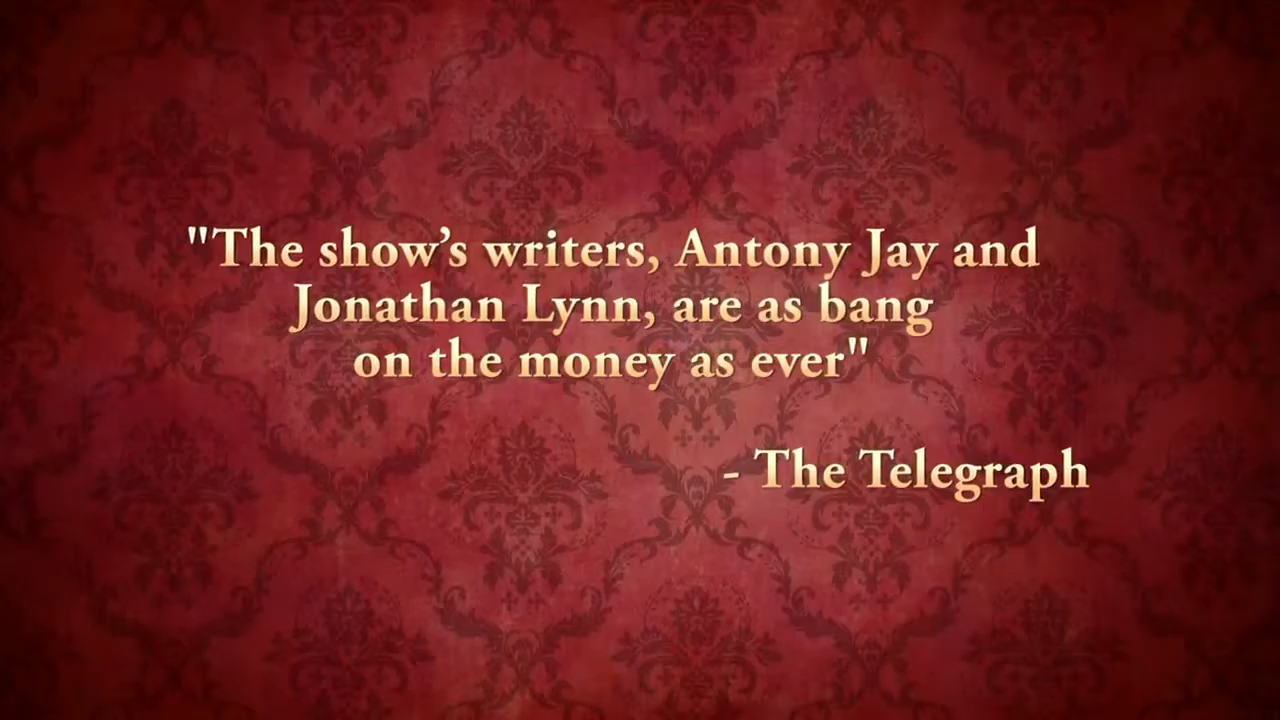 "The show’s writers, Antony Jay and
Jonathan Lynn, are as bang
on the money as ever"
- The Telegraph